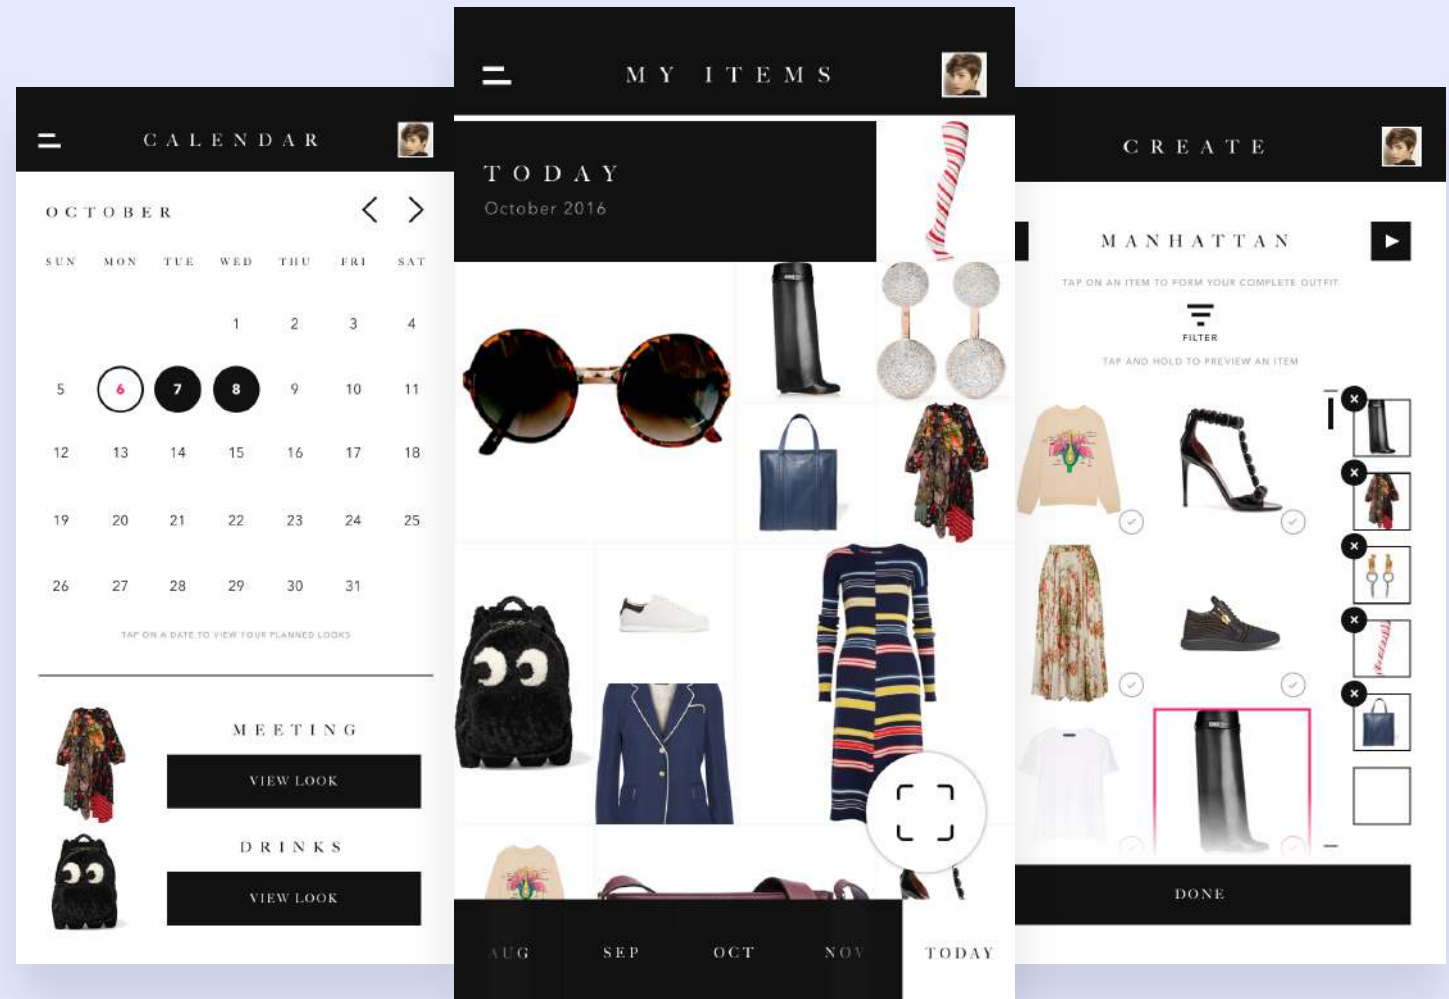 CALENDAR
OCTOBER
SUN MON TUE WED THU FRI SAT
1 2 3 4
5 6 7 8 9 10 11
12 13 14 15 16 17 18
19 20 21 22 23 24 25
26 27 28 29 30 31
TAP ON A DATE TO VIEW YOUR PLANNED LOOKS
MEETING
VIEW LOOK
DRINKS
VIEW LOOK
MY ITEMS
TODAY
October 2016
AUG SEP OCT NOV TODAY
CREATE
MANHATTAN
TAP ON AN ITEM TO FORM YOUR COMPLETE OUTFIT
FILTER
TAP AND HOLD TO PREVIEW AN ITEM
DONE